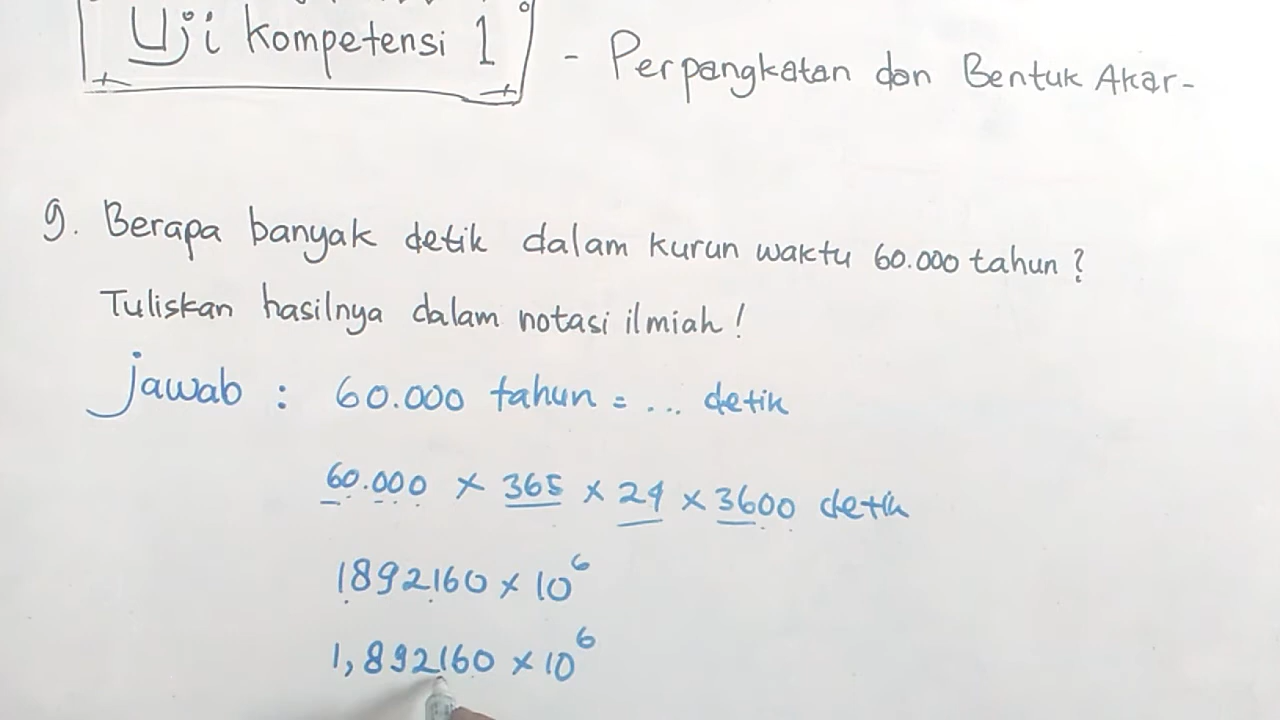 Uji Kompetensi 1 - Perpangkatan dan Bentuk Akar -
9. Berapa banyak detik dalam kurun waktu 60.000 tahun?
Tuliskan hasilnya dalam notasi ilmiah!
Jawab : 60.000 tahun = ... detik
60.000 × 365 × 24 × 3600 detik
1892160 × 10⁶
1,892160 × 10⁶